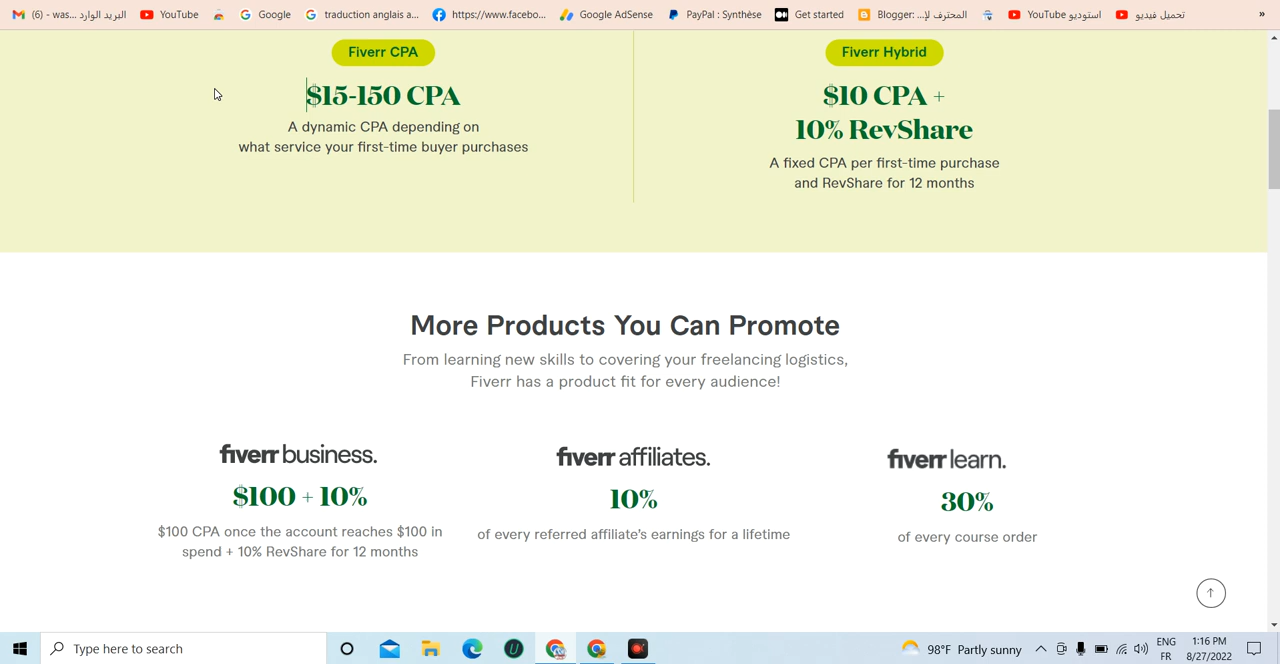 (6) - was... البريد الوارد
YouTube
Google
traduction anglais a...
https://www.facebo...
Google AdSense
PayPal : Synthèse
Get started
Blogger: ...المحترف لإ
YouTube استوديو
تحميل فيديو
»
Fiverr CPA
$15-150 CPA
A dynamic CPA depending on
what service your first-time buyer purchases
Fiverr Hybrid
$10 CPA +
10% RevShare
A fixed CPA per first-time purchase
and RevShare for 12 months
More Products You Can Promote
From learning new skills to covering your freelancing logistics,
Fiverr has a product fit for every audience!
fiverr business.
$100 + 10%
$100 CPA once the account reaches $100 in
spend + 10% RevShare for 12 months
fiverr affiliates.
10%
of every referred affiliate's earnings for a lifetime
fiverr learn.
30%
of every course order
Type here to search
98°F Partly sunny
ENG
FR
1:16 PM
8/27/2022